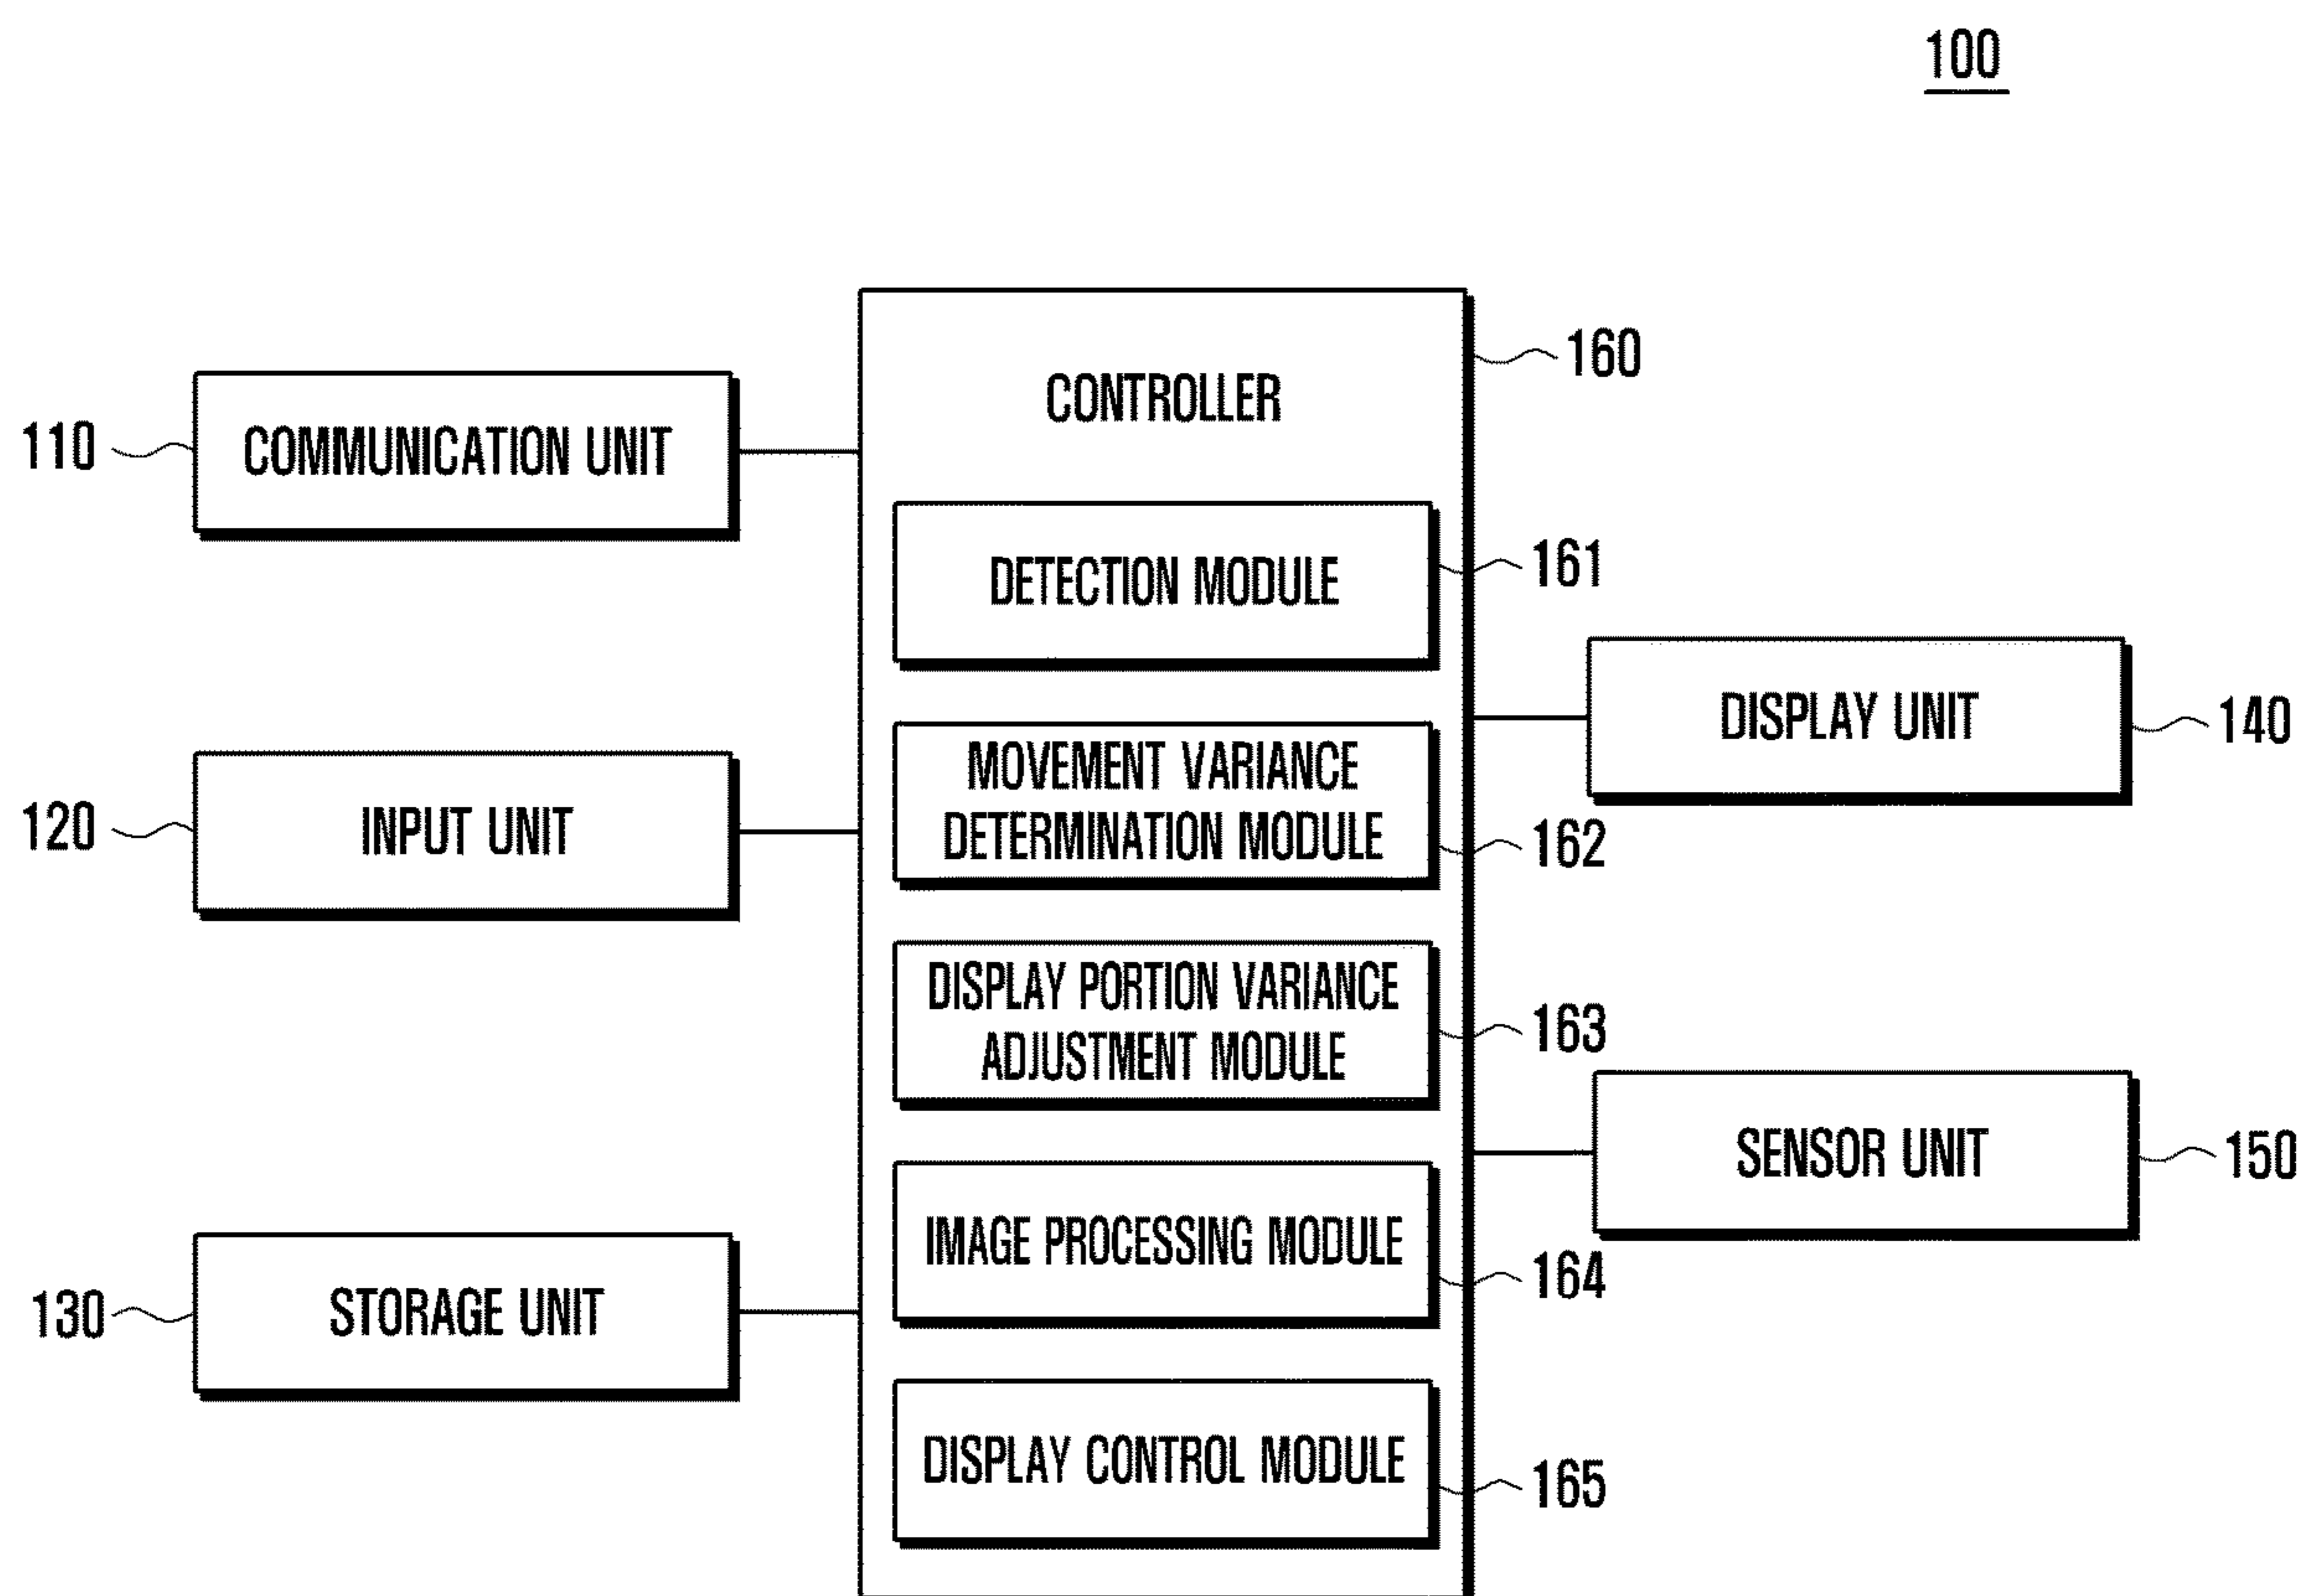 100
CONTROLLER
160
110
COMMUNICATION UNIT
DETECTION MODULE
161
DISPLAY UNIT
140
MOVEMENT VARIANCE
DETERMINATION MODULE
162
120
INPUT UNIT
DISPLAY PORTION VARIANCE
ADJUSTMENT MODULE
163
SENSOR UNIT
150
IMAGE PROCESSING MODULE
164
130
STORAGE UNIT
DISPLAY CONTROL MODULE
165